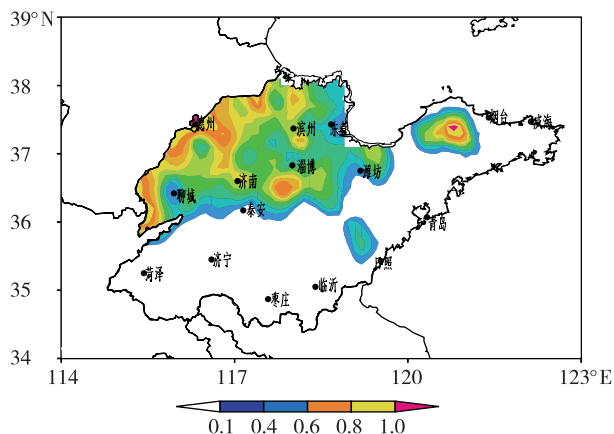 39°N
38
37
36
35
34
114
117
120
123°E
德州
滨州
东营
烟台
威海
淄博
潍坊
济南
聊城
泰安
青岛
日照
济宁
菏泽
临沂
枣庄
0.1
0.4
0.6
0.8
1.0